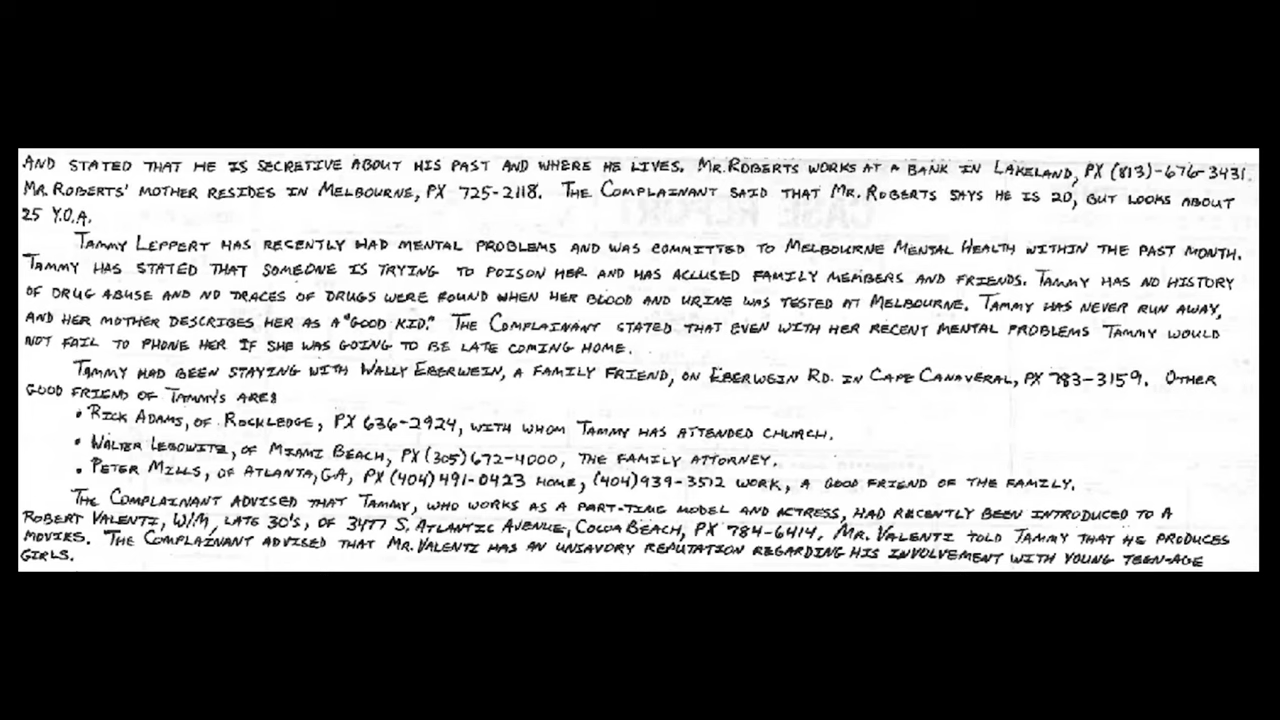 AND STATED THAT HE IS SECRETIVE ABOUT HIS PAST AND WHERE HE LIVES. MR. ROBERTS WORKS AT A BANK IN LAKELAND, PX (813)-676-3431.
MR. ROBERTS' MOTHER RESIDES IN MELBOURNE, PX 725-2118. THE COMPLAINANT SAID THAT MR. ROBERTS SAYS HE IS 20, BUT LOOKS ABOUT
25 Y.O.A.
TAMMY LEPPERT HAS RECENTLY HAD MENTAL PROBLEMS AND WAS COMMITTED TO MELBOURNE MENTAL HEALTH WITHIN THE PAST MONTH.
TAMMY HAS STATED THAT SOMEONE IS TRYING TO POISON HER AND HAS ACCUSED FAMILY MEMBERS AND FRIENDS. TAMMY HAS NO HISTORY
OF DRUG ABUSE AND NO TRACES OF DRUGS WERE FOUND WHEN HER BLOOD AND URINE WAS TESTED AT MELBOURNE. TAMMY HAS NEVER RUN AWAY,
AND HER MOTHER DESCRIBES HER AS A "GOOD KID." THE COMPLAINANT STATED THAT EVEN WITH HER RECENT MENTAL PROBLEMS TAMMY WOULD
NOT FAIL TO PHONE HER IF SHE WAS GOING TO BE LATE COMING HOME.
TAMMY HAD BEEN STAYING WITH WALLY EBERWEIN, A FAMILY FRIEND, ON EBERWEIN RD. IN CAPE CANAVERAL, PX 783-3159. OTHER
GOOD FRIEND OF TAMMY'S ARE:
• RICK ADAMS, OF ROCKLEDGE, PX 636-2924, WITH WHOM TAMMY HAS ATTENDED CHURCH.
• WALTER LEBOWITZ, OF MIAMI BEACH, PX (305) 672-4000, THE FAMILY ATTORNEY.
• PETER MILLS, OF ATLANTA, GA, PX (404) 491-0423 HOME, (404) 939-3512 WORK, A GOOD FRIEND OF THE FAMILY.
THE COMPLAINANT ADVISED THAT TAMMY, WHO WORKS AS A PART-TIME MODEL AND ACTRESS, HAD RECENTLY BEEN INTRODUCED TO A
ROBERT VALENTI, W/M, LATE 30'S, OF 3477 S. ATLANTIC AVENUE, COCOA BEACH, PX 784-6414. MR. VALENTI TOLD TAMMY THAT HE PRODUCES
MOVIES. THE COMPLAINANT ADVISED THAT MR. VALENTI HAS AN UNSAVORY REPUTATION REGARDING HIS INVOLVEMENT WITH YOUNG TEEN-AGE
GIRLS.